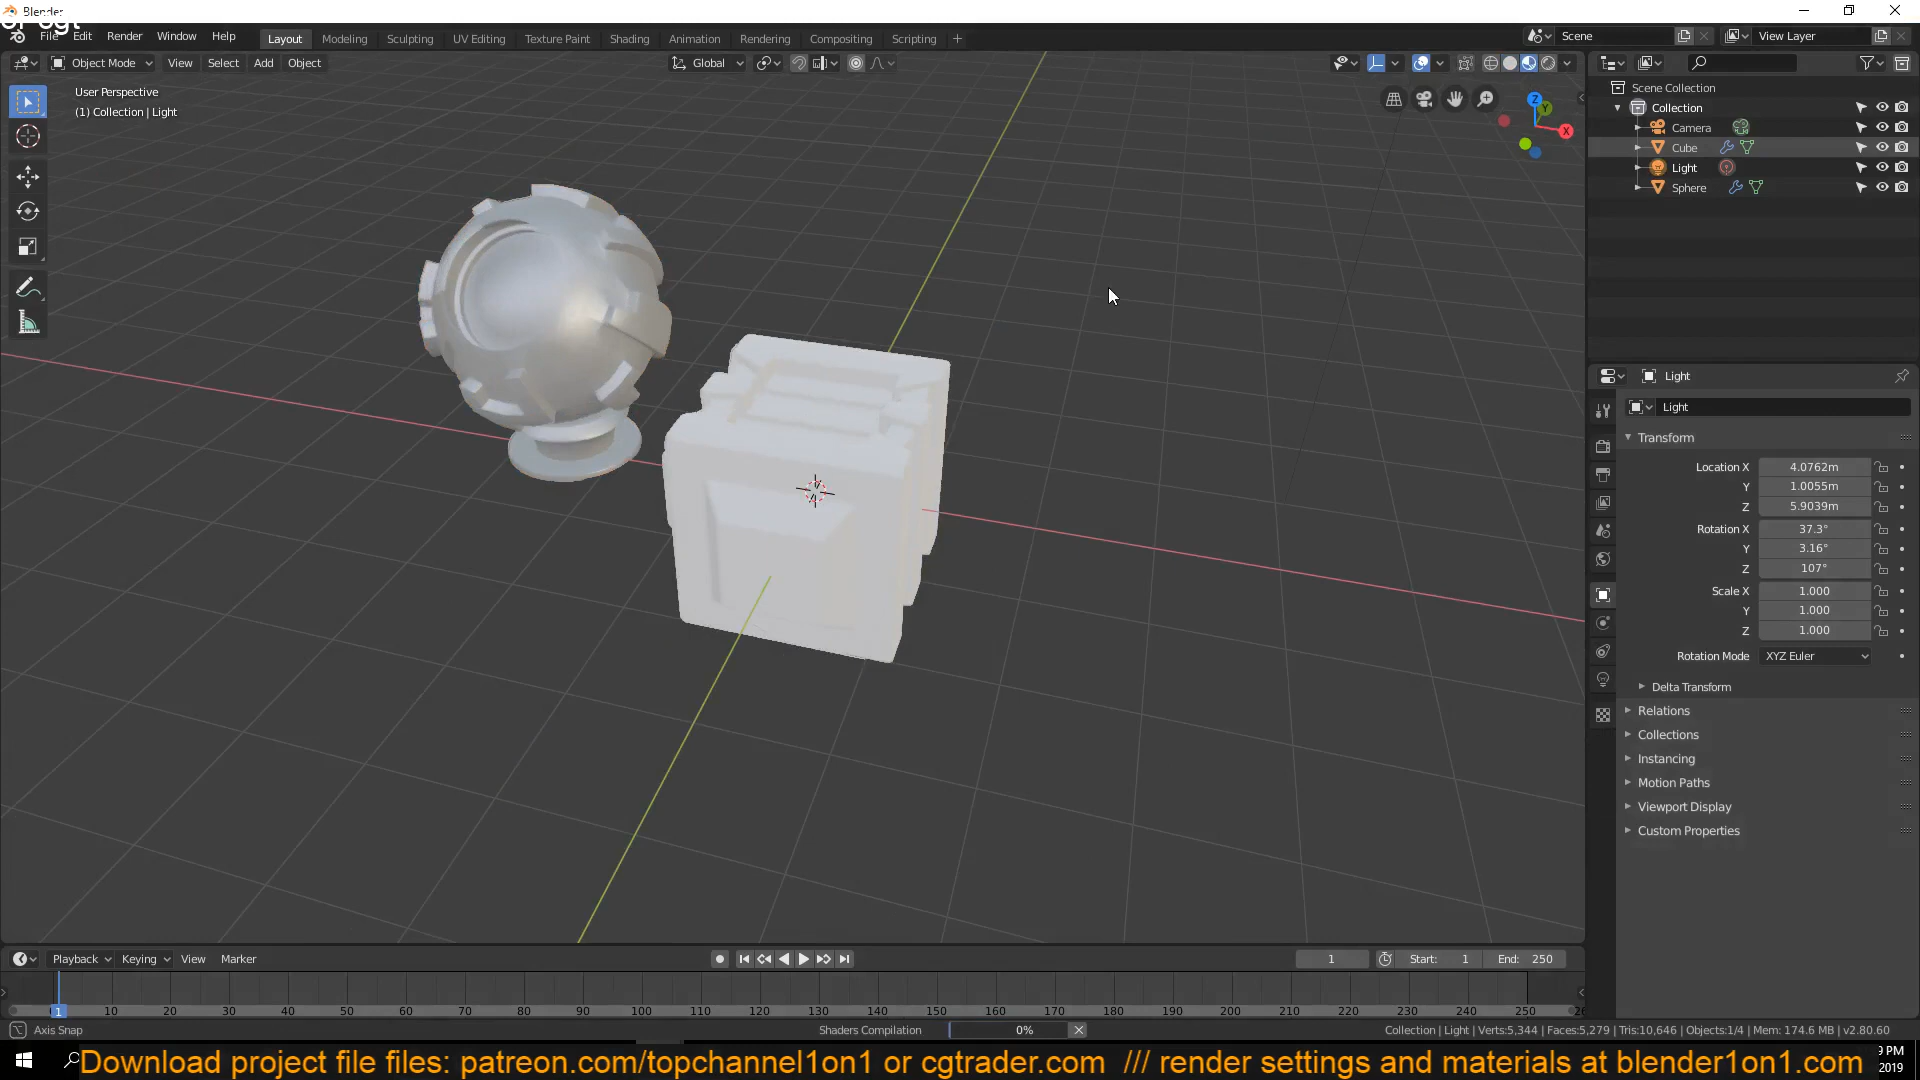 Blender
File Edit Render Window Help Layout Modeling Sculpting UV Editing Texture Paint Shading Animation Rendering Compositing Scripting + Scene View Layer
Object Mode View Select Add Object Global
User Perspective
(1) Collection | Light
Z Y X
Scene Collection
Collection
Camera
Cube
Light
Sphere
Light
Light
Transform
Location X 4.0762m
Y 1.0055m
Z 5.9039m
Rotation X 37.3°
Y 3.16°
Z 107°
Scale X 1.000
Y 1.000
Z 1.000
Rotation Mode XYZ Euler
Delta Transform
Relations
Collections
Instancing
Motion Paths
Viewport Display
Custom Properties
Playback Keying View Marker 1 Start: 1 End: 250
1 10 20 30 40 50 60 70 80 90 100 110 120 130 140 150 160 170 180 190 200 210 220 230 240 250
Axis Snap Shaders Compilation 0% Collection | Light | Verts:5,344 | Faces:5,279 | Tris:10,646 | Objects:1/4 | Mem: 174.6 MB | v2.80.60
Download project file files: patreon.com/topchannel1on1 or cgtrader.com /// render settings and materials at blender1on1.com
9 PM
2019